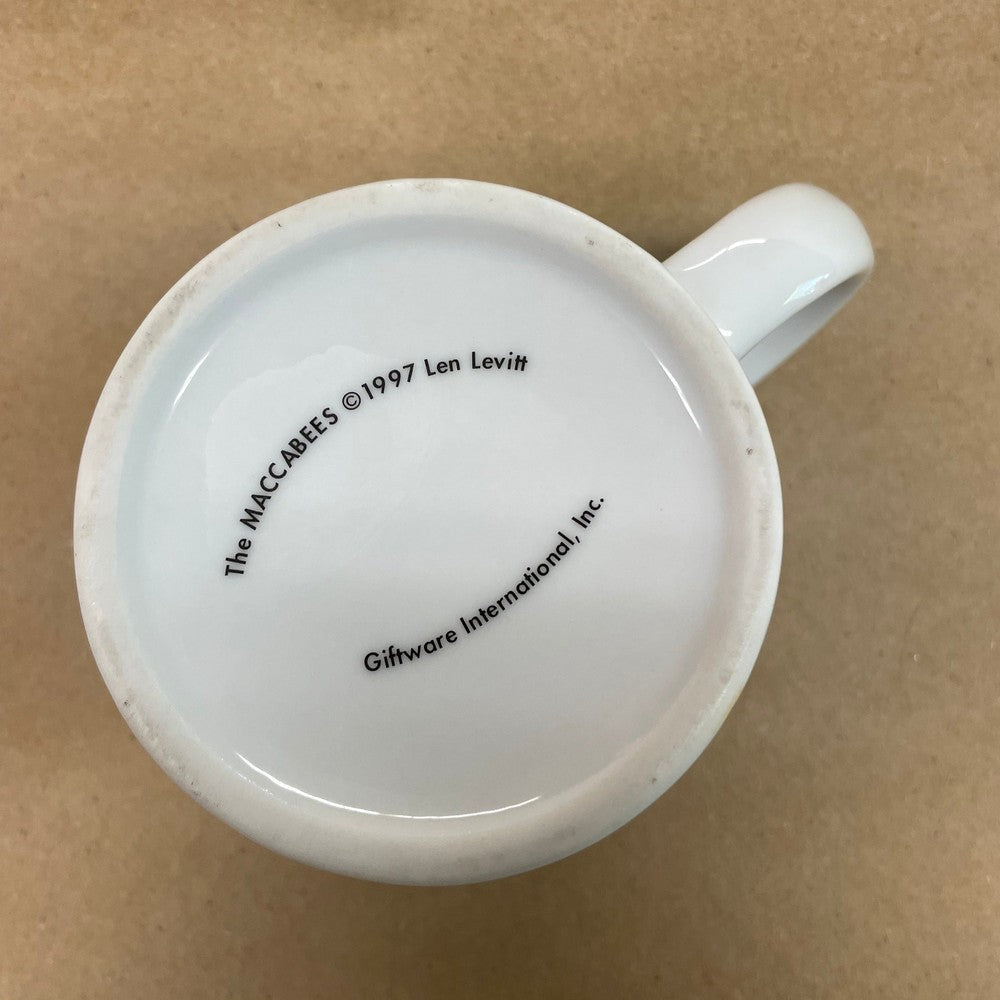 The MACCABEES ©1997 Len Levitt
Giftware International, Inc.